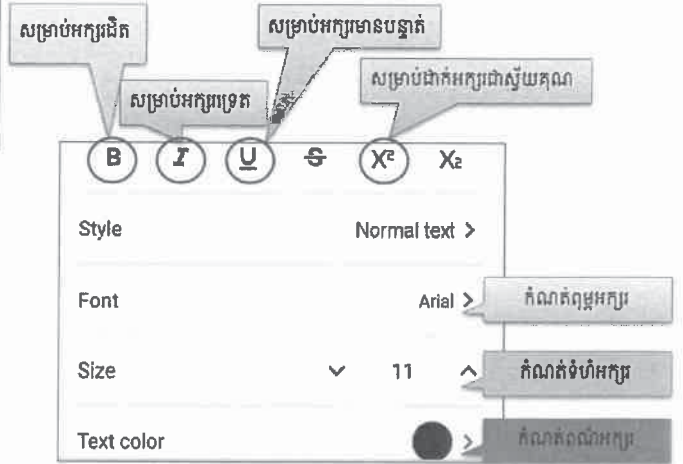 សម្រាប់អក្សរដិត
សម្រាប់អក្សរមានបន្ទាត់
សម្រាប់អក្សរទ្រេត
សម្រាប់ដាក់អក្សរជាស្វ័យគុណ
B I U S X² X₂
Style Normal text >
Font Arial >
កំណត់ពុម្ពអក្សរ
Size 11
កំណត់ទំហំអក្សរ
Text color >
កំណត់ពណ៌អក្សរ